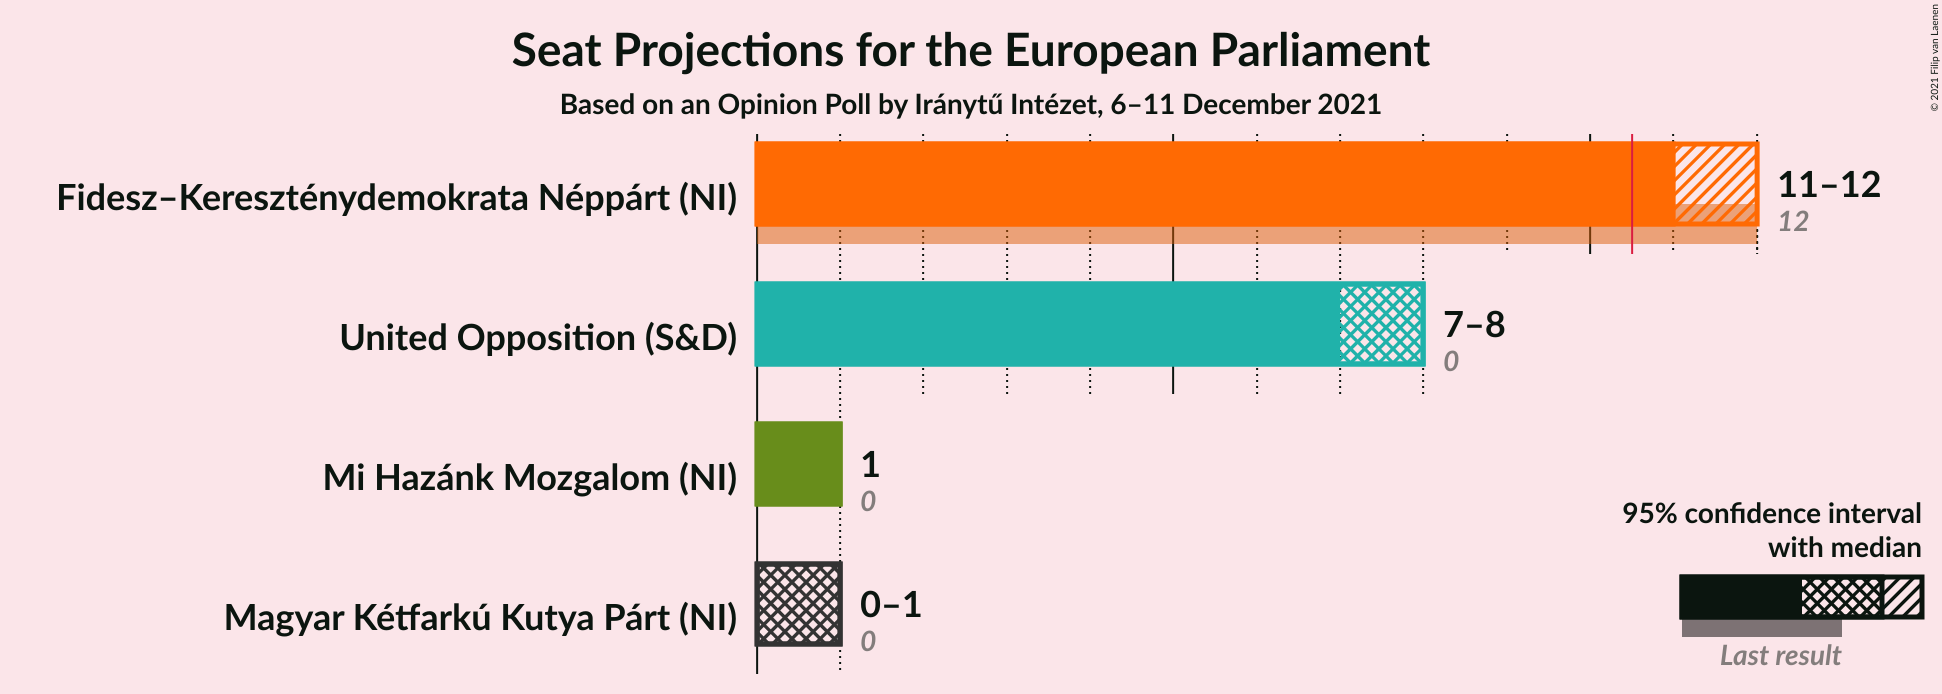 Seat Projections for the European Parliament
Based on an Opinion Poll by Iránytű Intézet, 6–11 December 2021
© 2021 Filip van Laenen
Fidesz–Kereszténydemokrata Néppárt (NI)
11–12
12
United Opposition (S&D)
7–8
0
Mi Hazánk Mozgalom (NI)
1
0
Magyar Kétfarkú Kutya Párt (NI)
0–1
0
95% confidence interval
with median
Last result